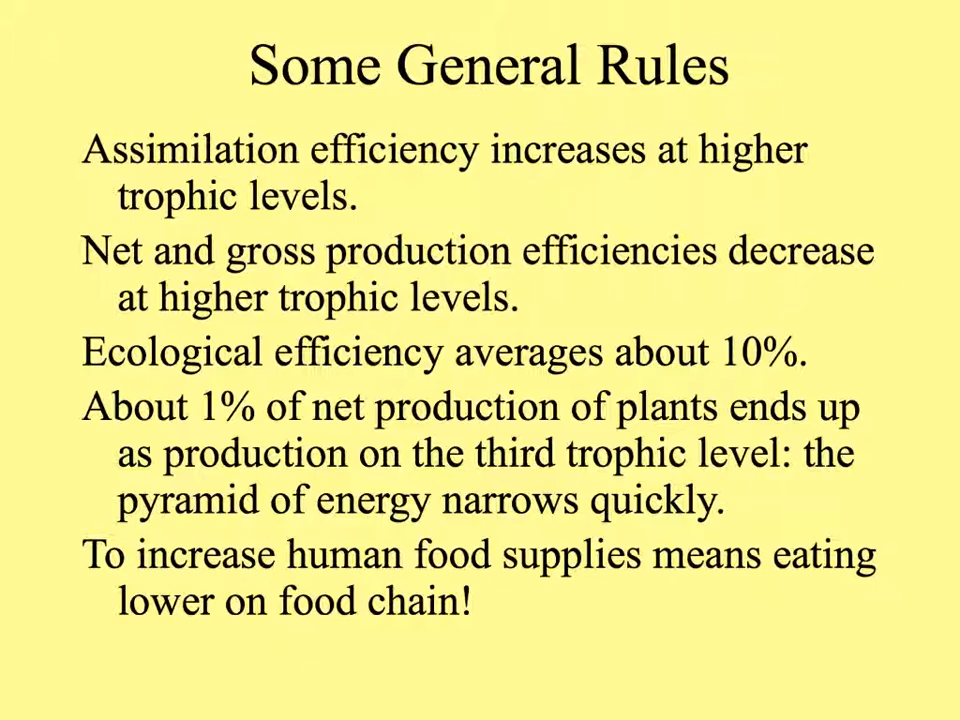 Some General Rules
Assimilation efficiency increases at higher
trophic levels.
Net and gross production efficiencies decrease
at higher trophic levels.
Ecological efficiency averages about 10%.
About 1% of net production of plants ends up
as production on the third trophic level: the
pyramid of energy narrows quickly.
To increase human food supplies means eating
lower on food chain!